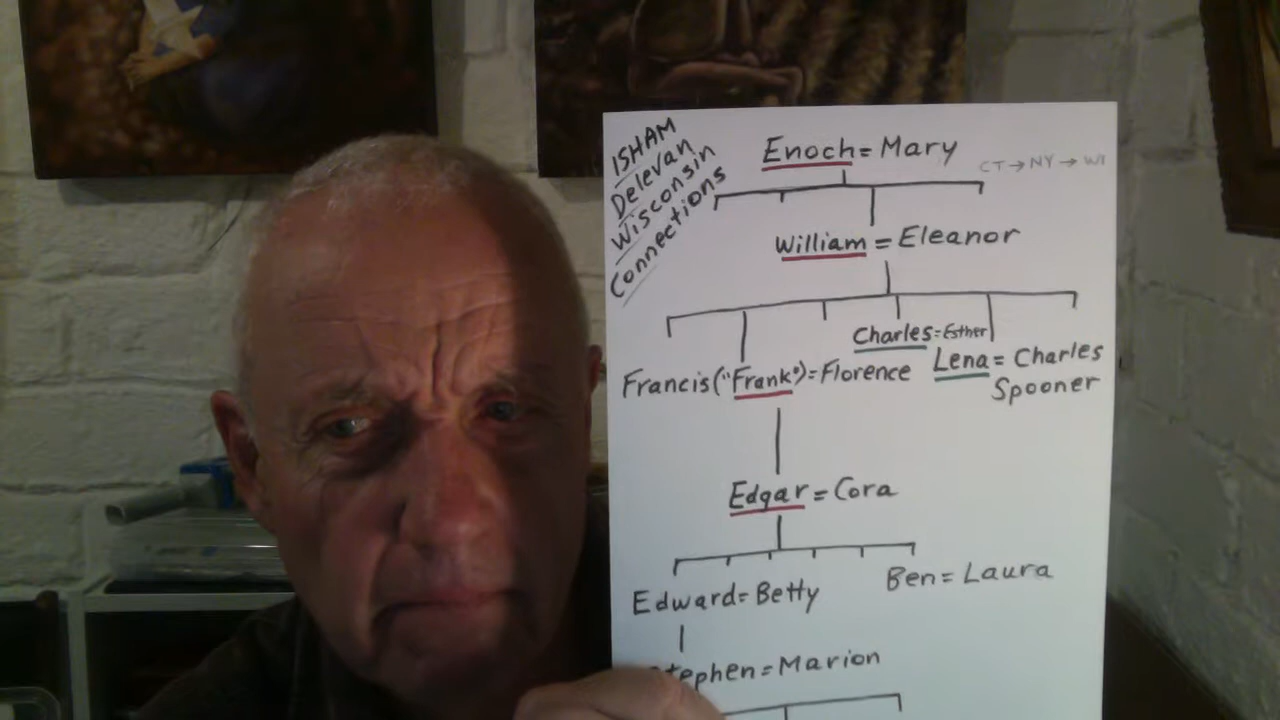 ISHAM
Delevan
Wisconsin
Connections
Enoch = Mary
CT → NY → WI
William = Eleanor
Charles = Esther
Francis ("Frank") = Florence
Lena = Charles
Spooner
Edgar = Cora
Edward = Betty
Ben = Laura
tephen = Marion